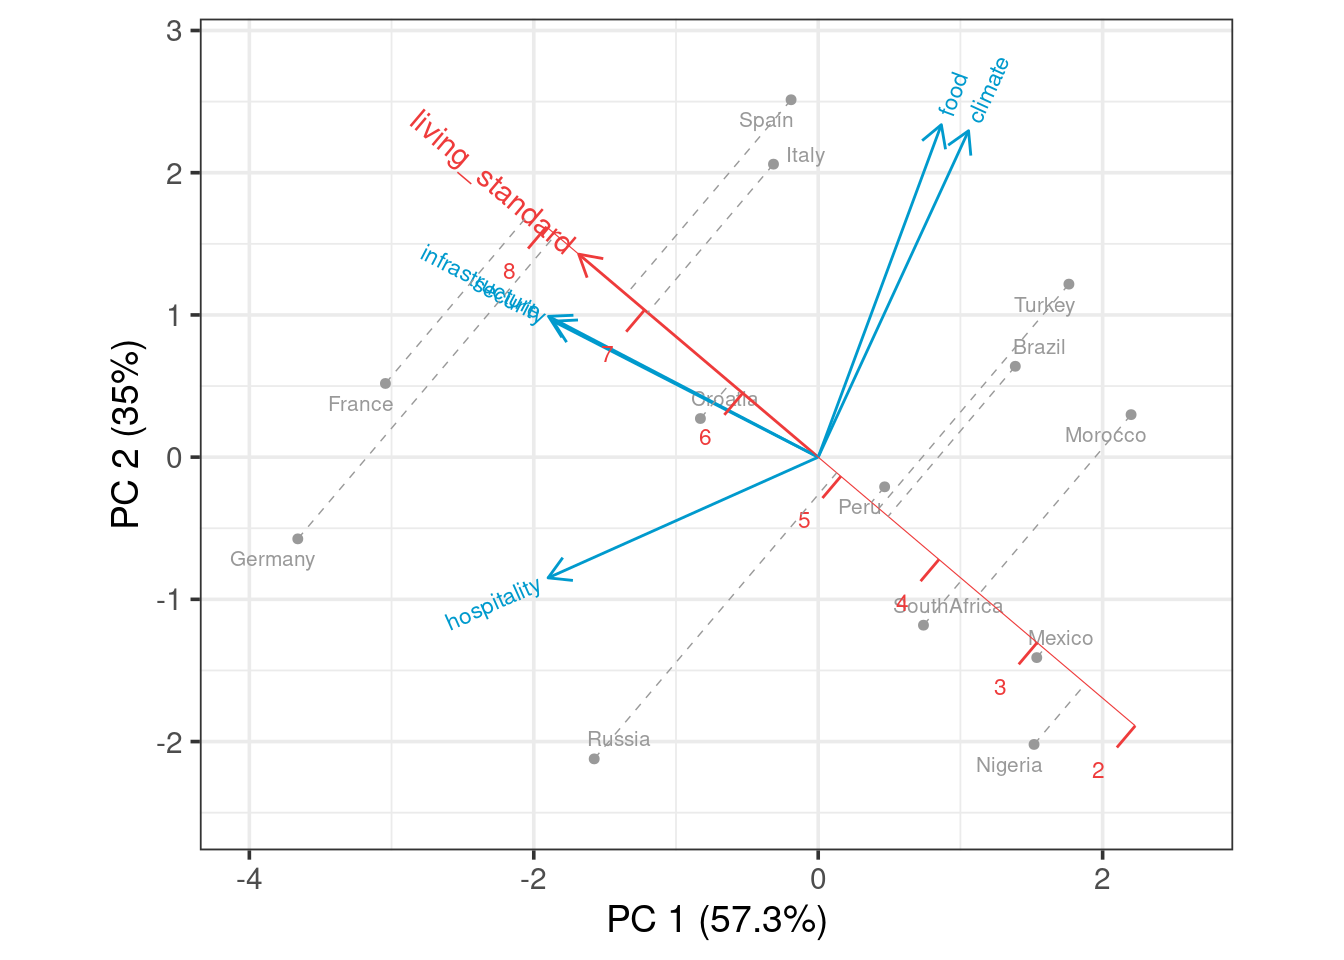 3
food
climate
living_standard
Spain
Italy
2
infrastructure
security
8
Turkey
1
7
Brazil
Croatia
France
6
Morocco
0
Peru
5
Germany
4
SouthAfrica
-1
hospitality
Mexico
3
Russia
-2
Nigeria
2
-4
-2
0
2
PC 1 (57.3%)
PC 2 (35%)